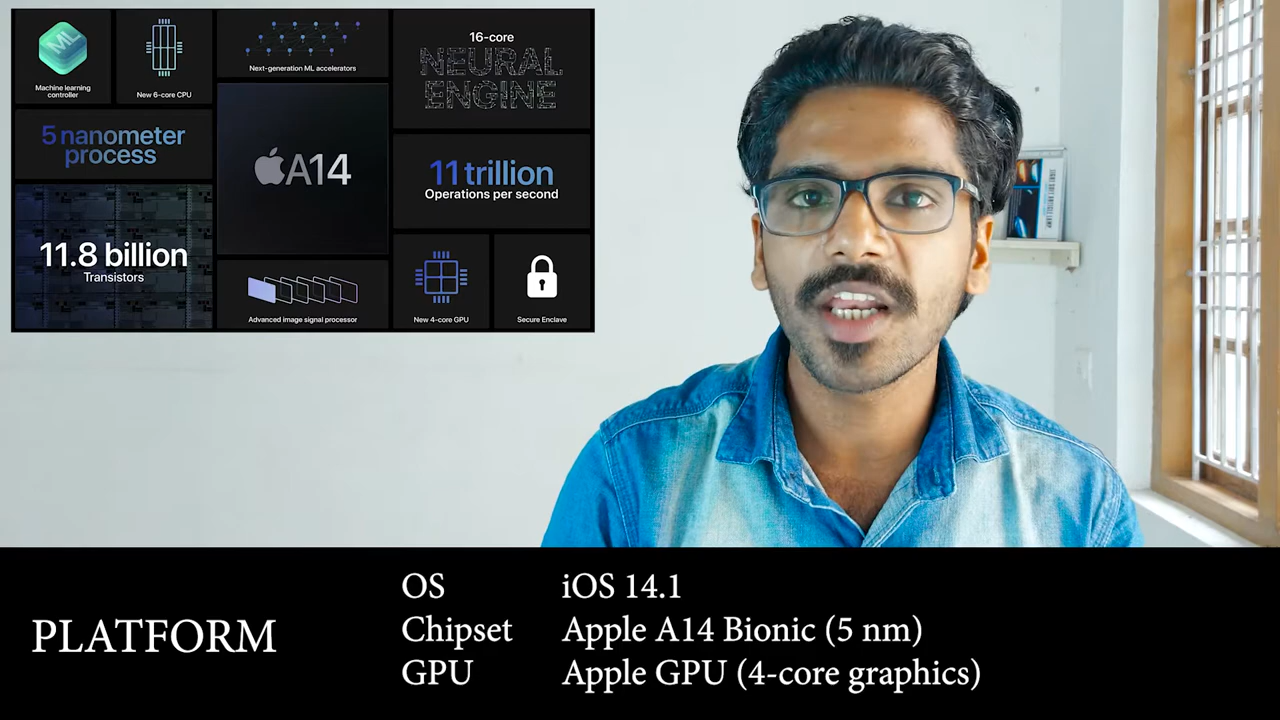 ML
Machine learning
controller
New 6-core CPU
Next-generation ML accelerators
16-core
NEURAL
ENGINE
5 nanometer
process
A14
11 trillion
Operations per second
11.8 billion
Transistors
Advanced image signal processor
New 4-core GPU
Secure Enclave
PLATFORM
OS iOS 14.1
Chipset Apple A14 Bionic (5 nm)
GPU Apple GPU (4-core graphics)